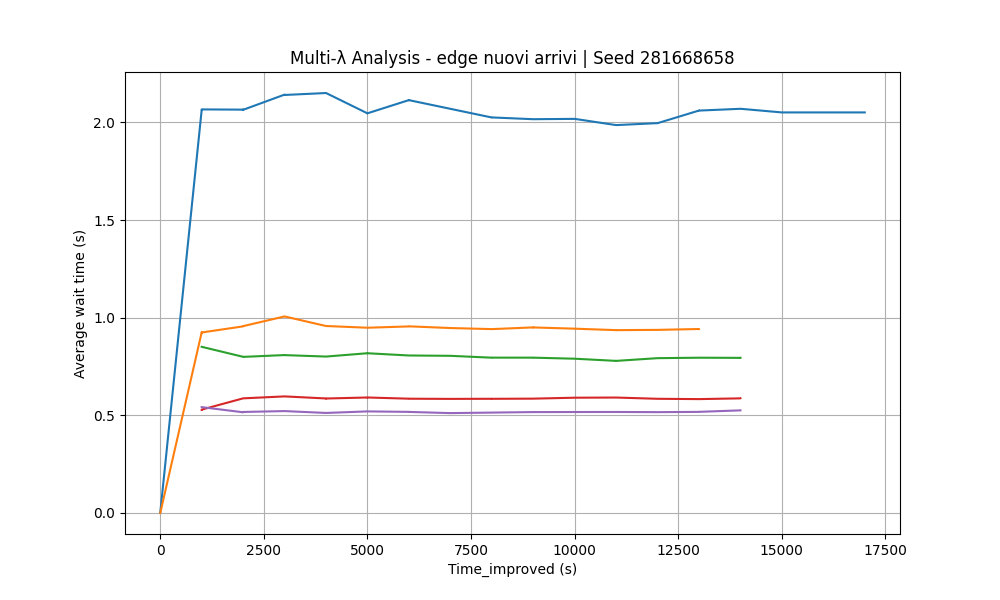 Multi-λ Analysis - edge nuovi arrivi | Seed 281668658
2.0
1.5
1.0
0.5
0.0
Average wait time (s)
0 2500 5000 7500 10000 12500 15000 17500
Time_improved (s)